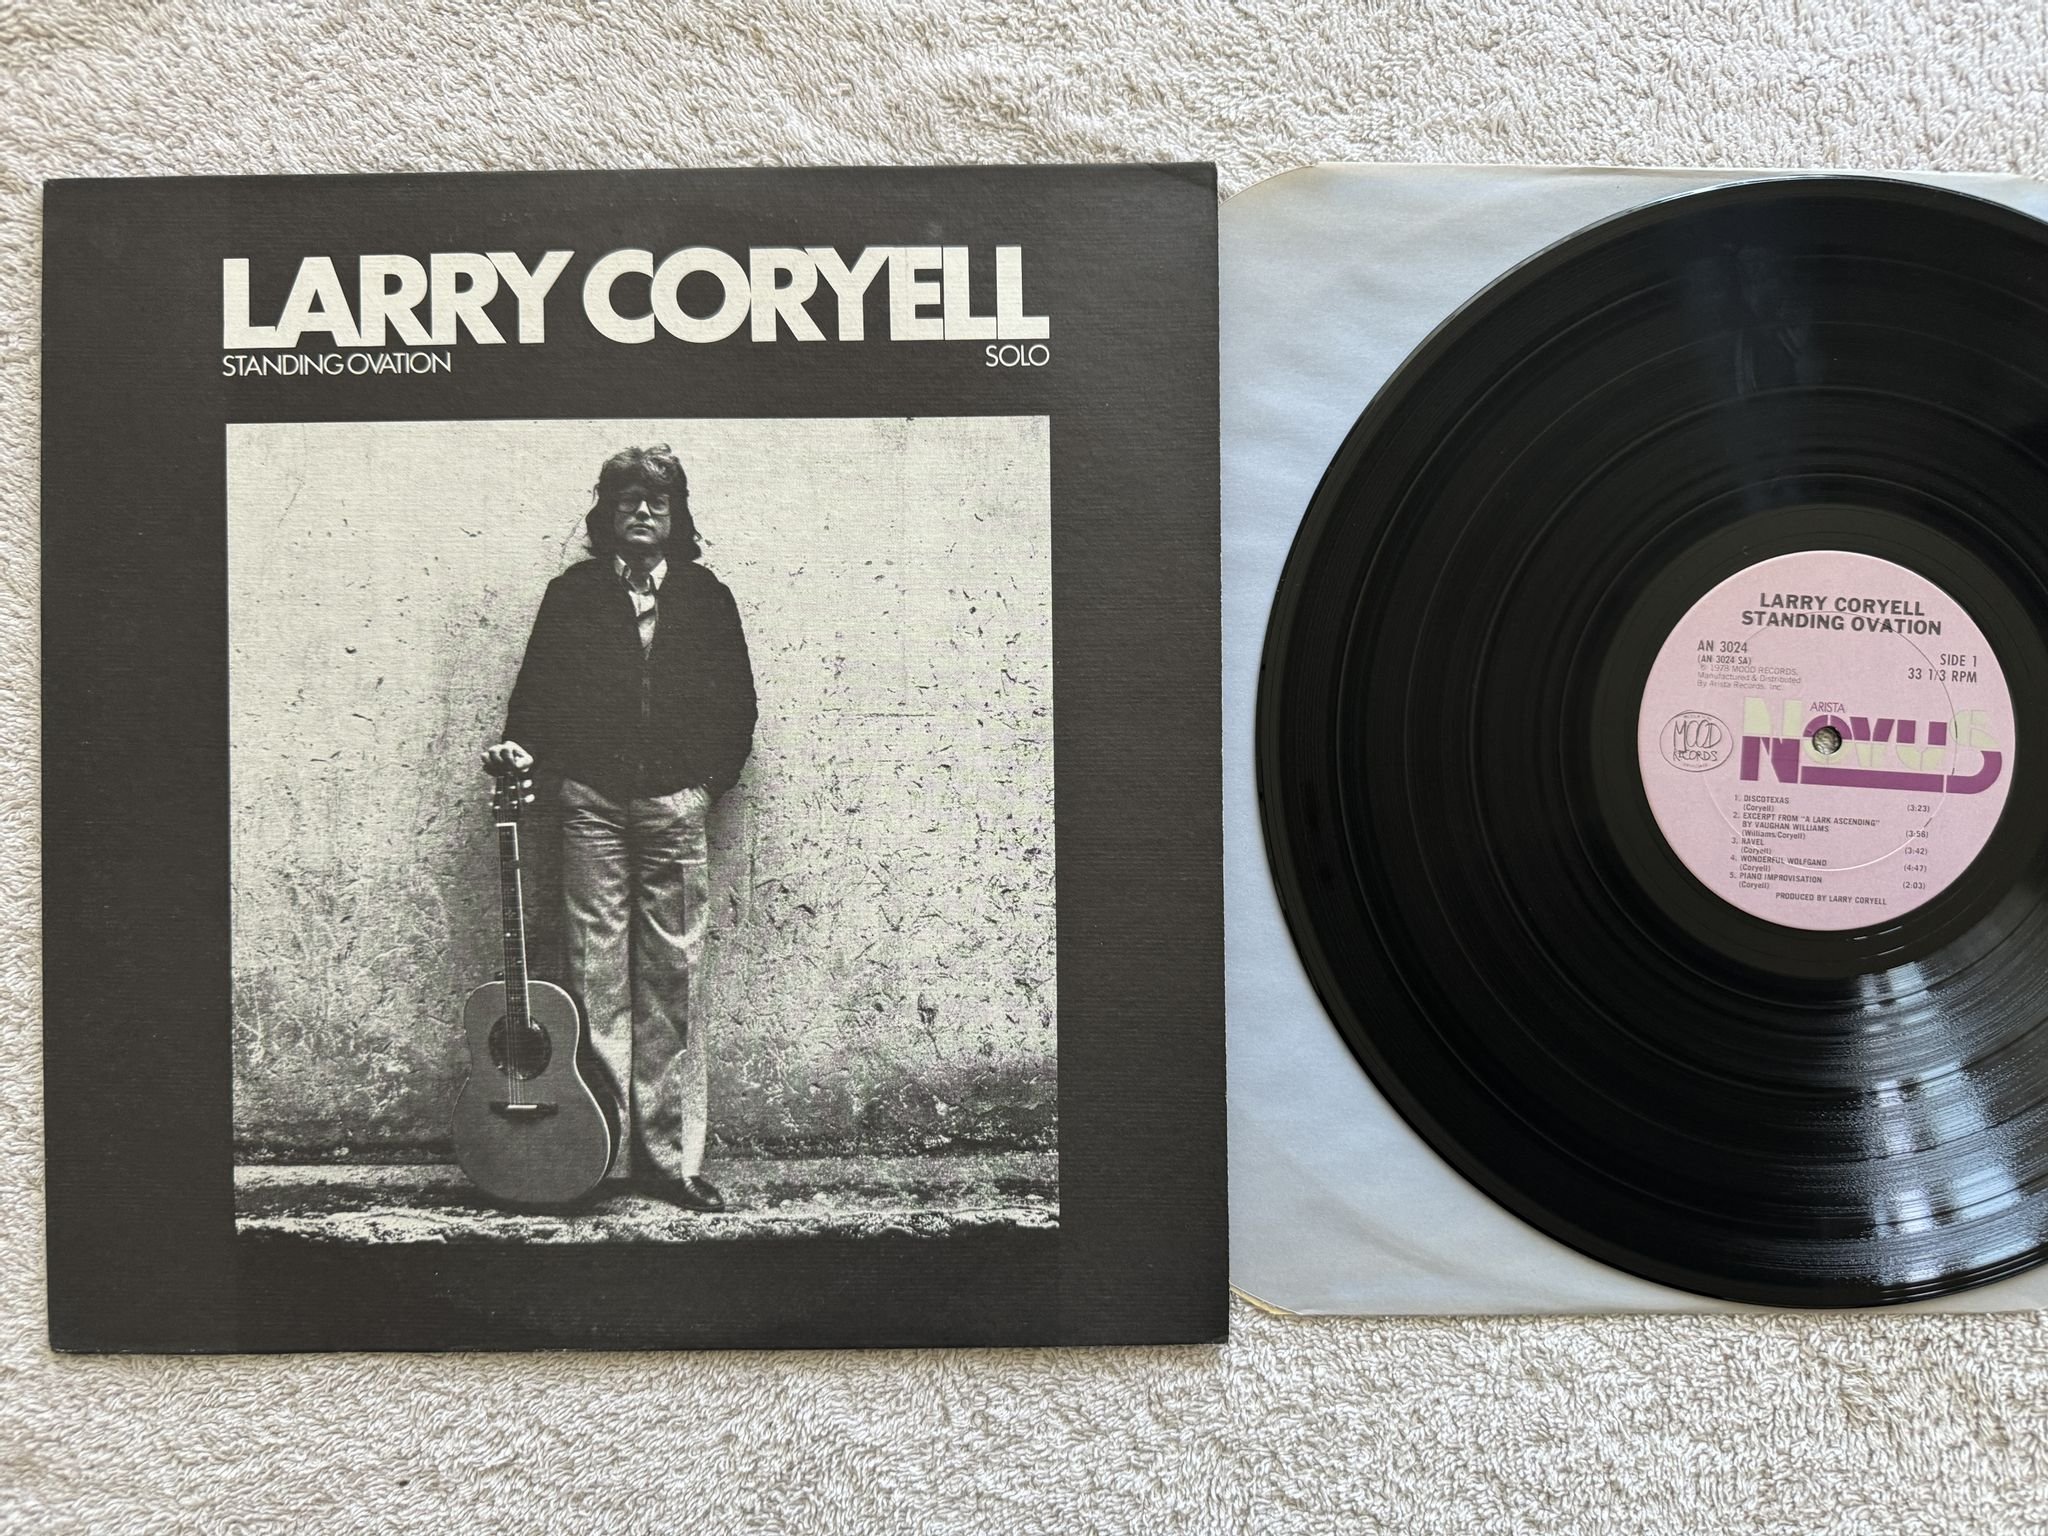 LARRY CORYELL
STANDING OVATION
SOLO
LARRY CORYELL
STANDING OVATION
AN 3024
(AN 3024 SA)
℗ 1978 MOOD RECORDS.
Manufactured & Distributed
By Arista Records, Inc.
SIDE 1
33 1/3 RPM
MOOD
RECORDS
ARISTA
NOVUS
1. DISCOTEXAS
(Coryell) (3:23)
2. EXCERPT FROM "A LARK ASCENDING"
BY VAUGHAN WILLIAMS
(Williams/Coryell) (3:56)
3. RAVEL
(Coryell) (3:42)
4. WONDERFUL WOLFGAND
(Coryell) (4:47)
5. PIANO IMPROVISATION
(Coryell) (2:03)
PRODUCED BY LARRY CORYELL